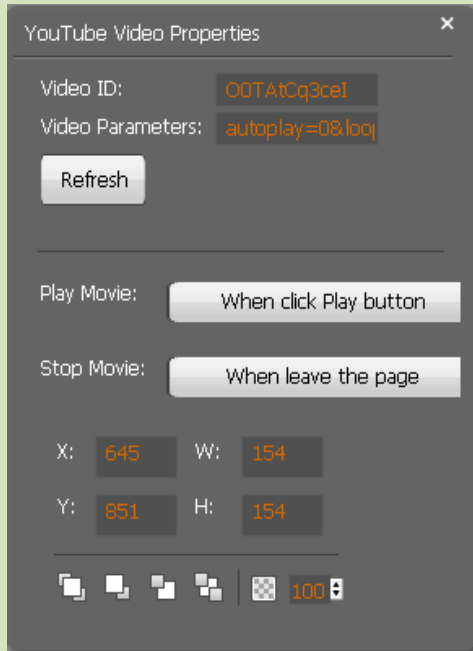 YouTube Video Properties ×
Video ID: O0TAtCq3ceI
Video Parameters: autoplay=0&loop
Refresh
Play Movie: When click Play button
Stop Movie: When leave the page
X: 645 W: 154
Y: 851 H: 154
100